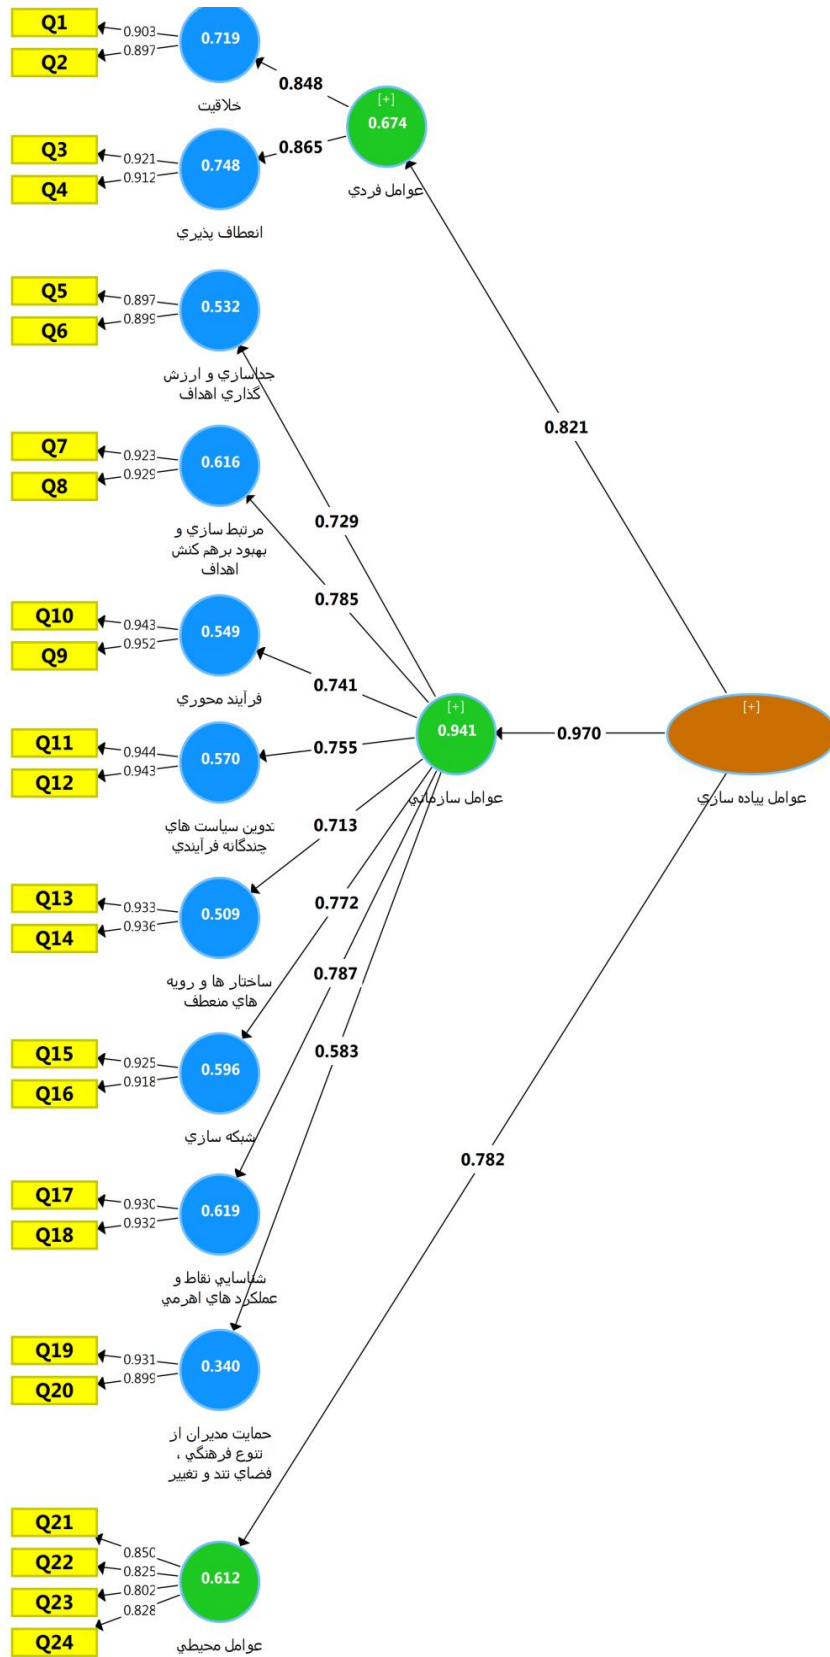 Q1
0.903
0.719
0.897
Q2
خلاقيت
0.848
[+]
0.674
عوامل فردي
0.865
Q3
0.921
0.748
0.912
Q4
انعطاف پذيري
Q5
0.897
0.532
0.899
Q6
جداسازي و ارزش
گذاري اهداف
0.821
Q7
0.923
0.616
0.929
Q8
مرتبط سازي و
بهبود برهم کنش
اهداف
0.729
0.785
Q10
0.943
0.549
0.952
Q9
فرآيند محوري
0.741
[+]
0.941
عوامل سازماني
0.970
[+]
عوامل پياده سازي
Q11
0.944
0.570
0.943
Q12
تدوين سياست هاي
چندگانه فرآيندي
0.755
0.713
Q13
0.933
0.509
0.936
Q14
ساختار ها و رويه
هاي منعطف
0.772
0.787
0.583
Q15
0.925
0.596
0.918
Q16
شبکه سازي
0.782
Q17
0.930
0.619
0.932
Q18
شناسايي نقاط و
عملکرد هاي اهرمي
Q19
0.931
0.340
0.899
Q20
حمايت مديران از
تنوع فرهنگي ،
فضاي تند و تغيير
Q21
0.850
Q22
0.825
0.612
Q23
0.802
0.828
Q24
عوامل محيطي